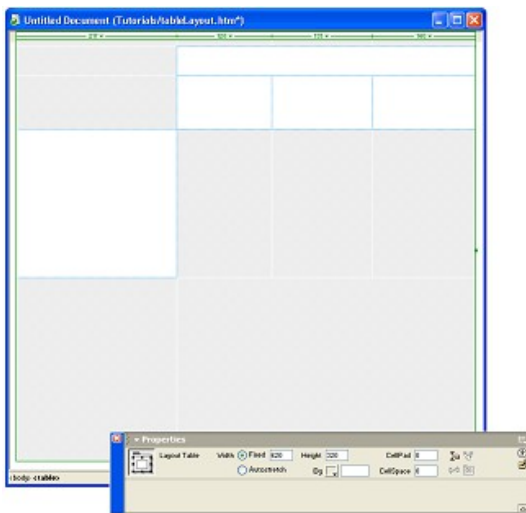 Untitled Document (Tutorials/tableLayout.htm*)
Properties
Layout Table Width Fixed 620 Height 320 CellPad 0
Autostretch Bg CellSpace 0
<body> <table>